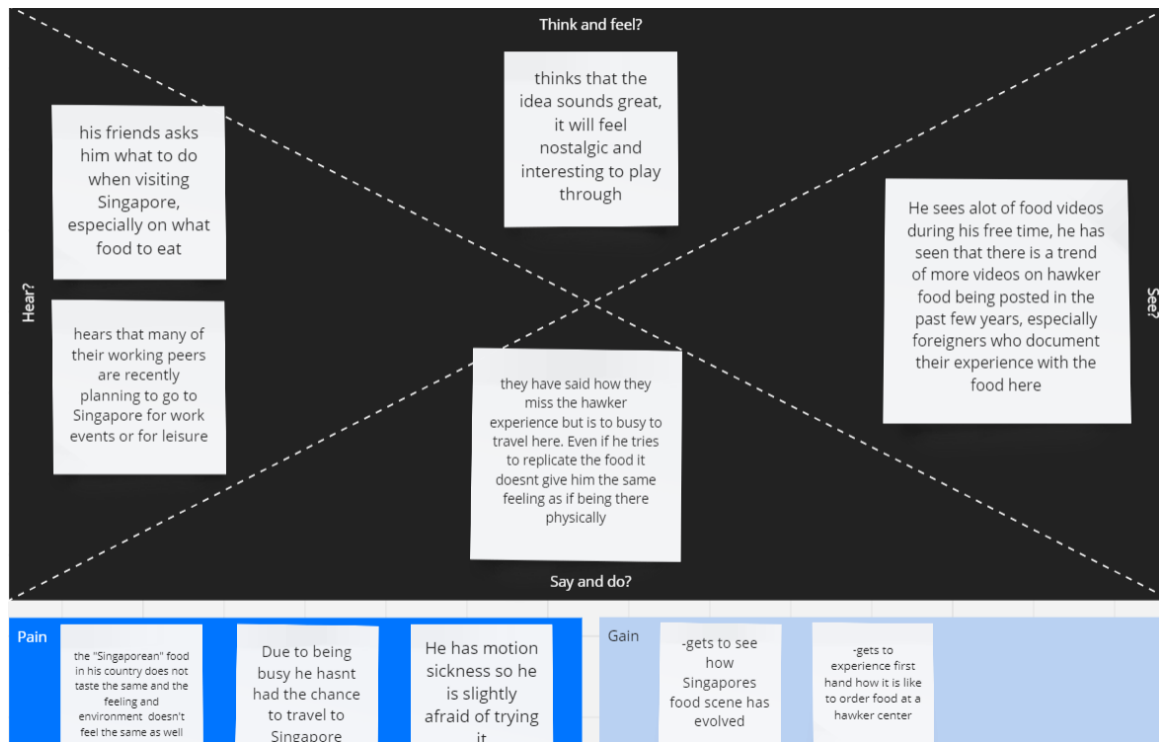 Think and feel?
thinks that the
idea sounds great,
it will feel
nostalgic and
interesting to play
through
Hear?
his friends asks
him what to do
when visiting
Singapore,
especially on what
food to eat
hears that many of
their working peers
are recently
planning to go to
Singapore for work
events or for leisure
See?
He sees alot of food videos
during his free time, he has
seen that there is a trend
of more videos on hawker
food being posted in the
past few years, especially
foreigners who document
their experience with the
food here
they have said how they
miss the hawker
experience but is to busy to
travel here. Even if he tries
to replicate the food it
doesnt give him the same
feeling as if being there
physically
Say and do?
Pain
the "Singaporean" food
in his country does not
taste the same and the
feeling and
environment doesn't
feel the same as well
Due to being
busy he hasnt
had the chance
to travel to
Singapore
He has motion
sickness so he
is slightly
afraid of trying
it
Gain
-gets to see
how
Singapores
food scene has
evolved
-gets to
experience first
hand how it is like
to order food at a
hawker center